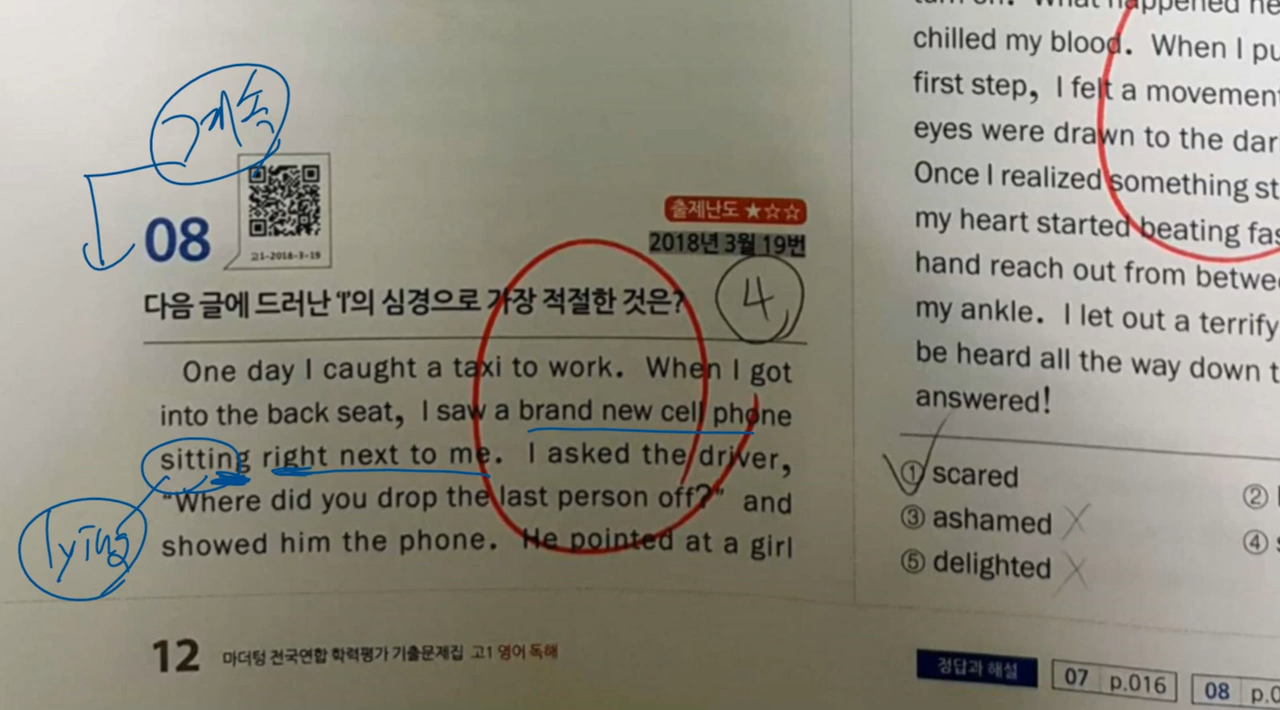 계속
08
고1-2018-3-19
출제난도 ★☆☆
2018년 3월 19번
다음 글에 드러난 'I'의 심경으로 가장 적절한 것은?
4
One day I caught a taxi to work. When I got
into the back seat, I saw a brand new cell phone
sitting right next to me. I asked the driver,
"Where did you drop the last person off?" and
showed him the phone. He pointed at a girl
lying
12 마더텅 전국연합 학력평가 기출문제집 고1 영어 독해
chilled my blood. When I pu
first step, I felt a movement
eyes were drawn to the dar
Once I realized something st
my heart started beating fas
hand reach out from betwe
my ankle. I let out a terrify
be heard all the way down t
answered!
① scared
②
③ ashamed
④
⑤ delighted
정답과 해설 07 p.016 08 p.0